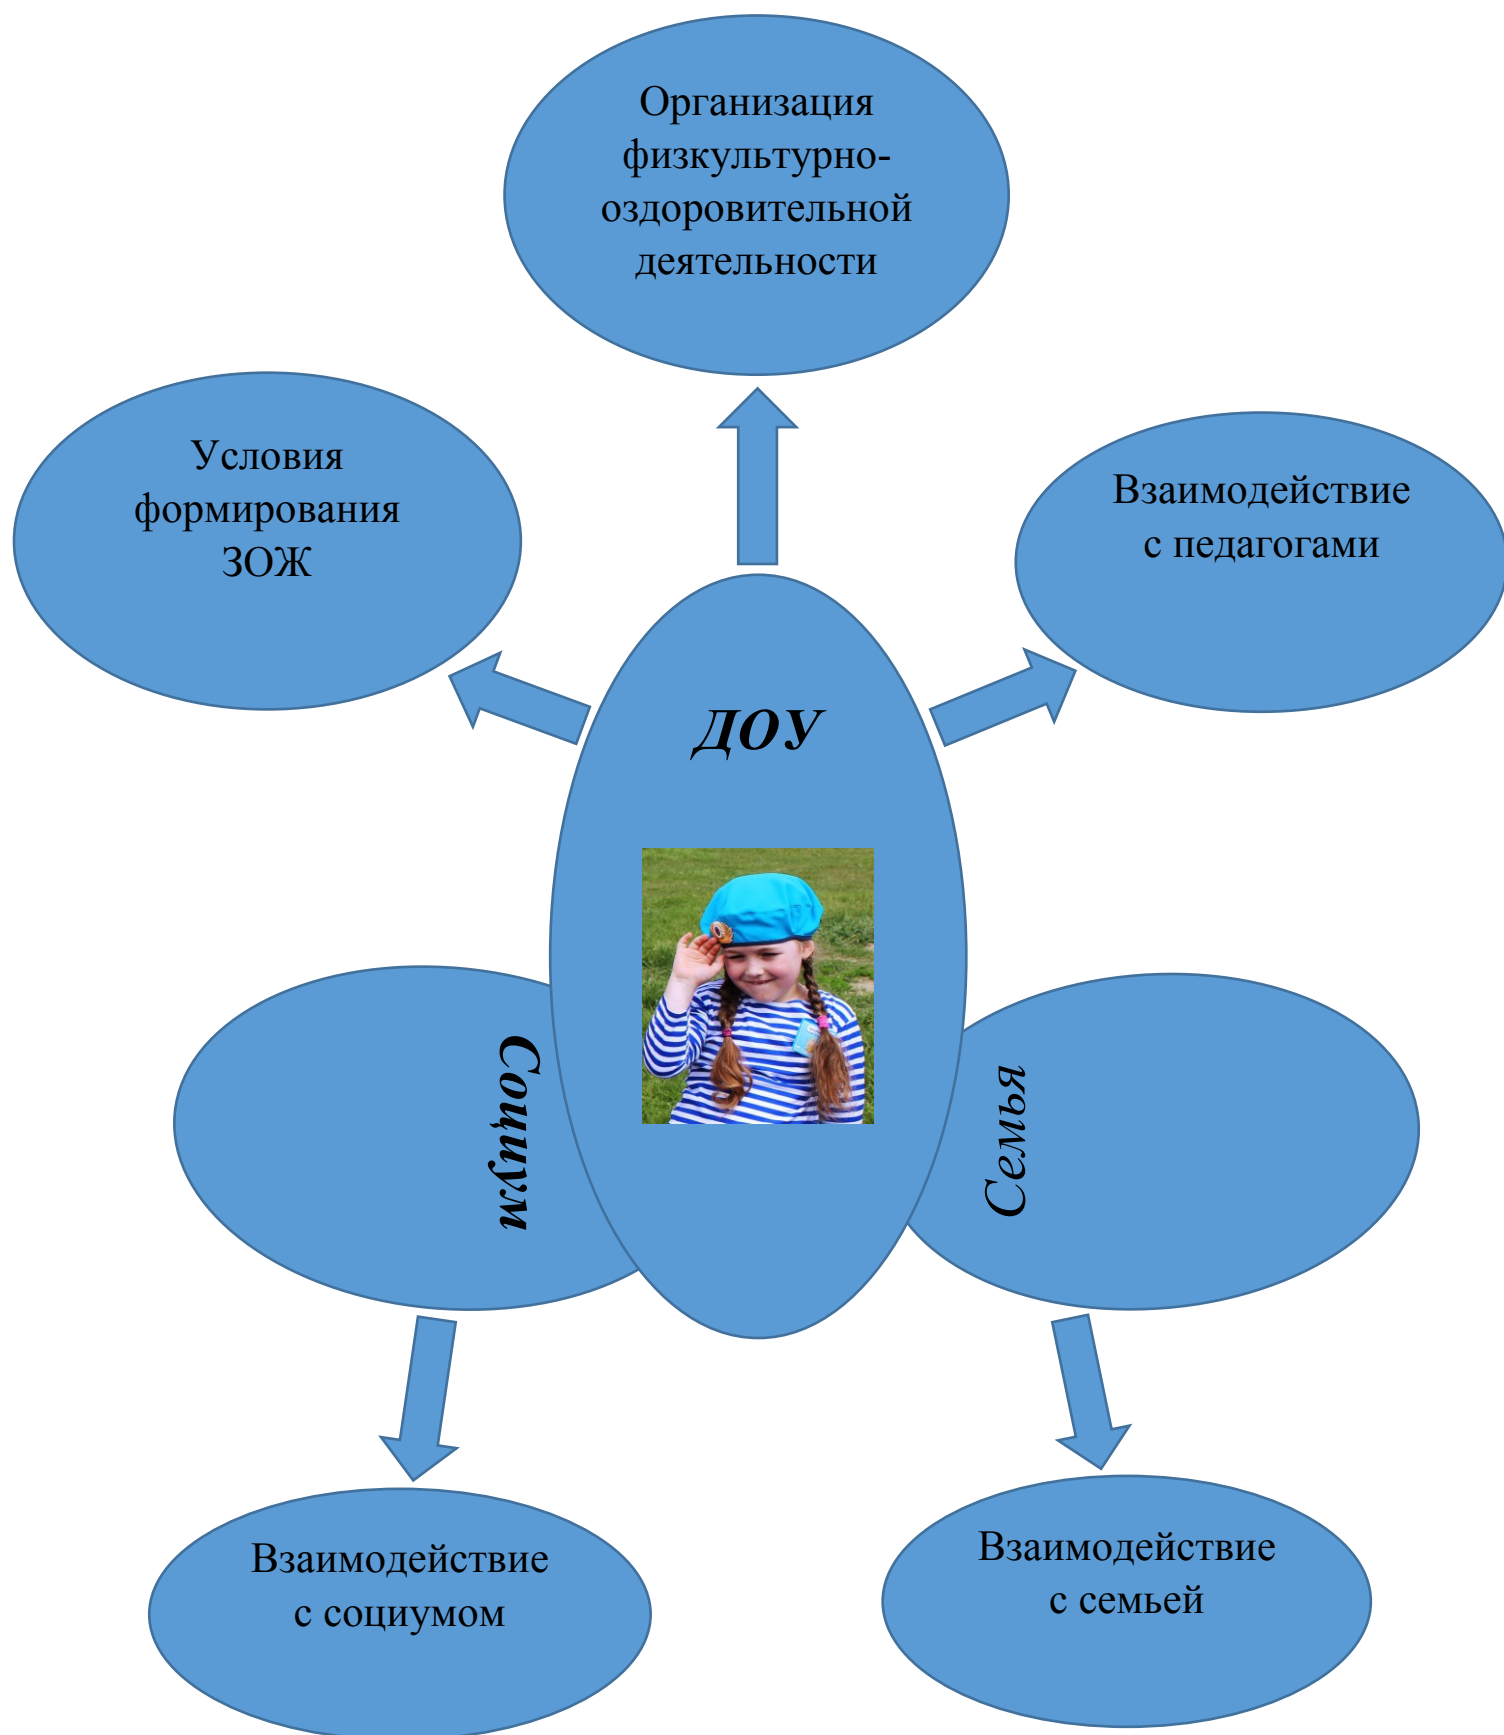 Организация
физкультурно-
оздоровительной
деятельности
Условия
формирования
ЗОЖ
Взаимодействие
с педагогами
ДОУ
Социум
Семья
Взаимодействие
с социумом
Взаимодействие
с семьей